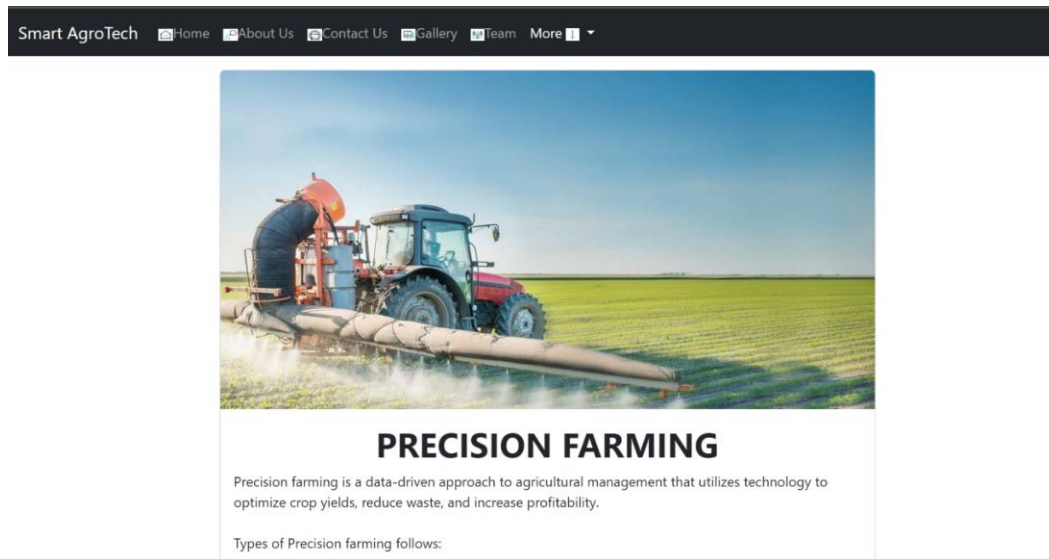 Smart AgroTech Home About Us Contact Us Gallery Team More
PRECISION FARMING
Precision farming is a data-driven approach to agricultural management that utilizes technology to
optimize crop yields, reduce waste, and increase profitability.
Types of Precision farming follows: